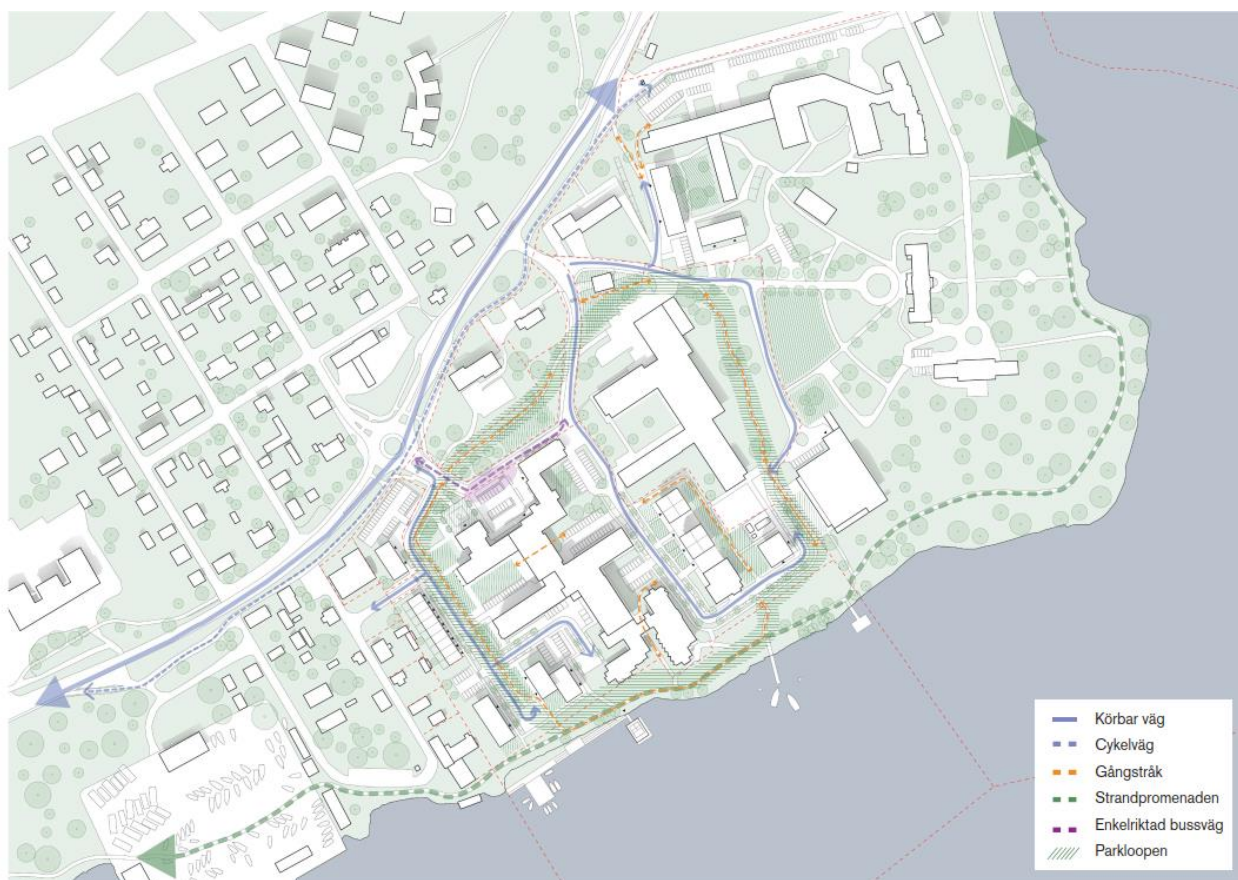 Körbar väg
Cykelväg
Gångstråk
Strandpromenaden
Enkelriktad bussväg
Parkloopen